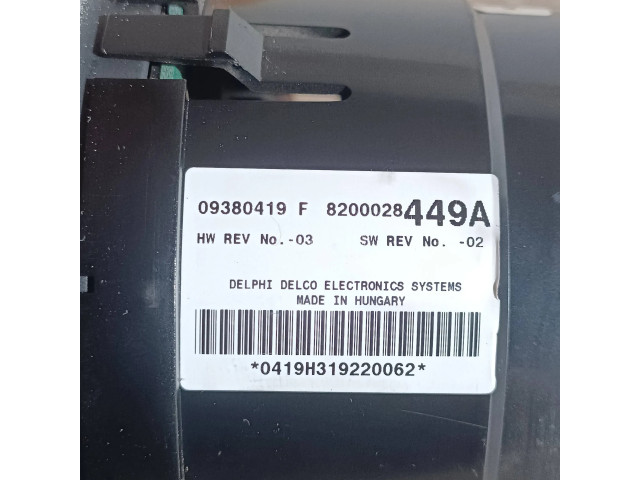 09380419 F 8200028449A
HW REV No.-03 SW REV No. -02
DELPHI DELCO ELECTRONICS SYSTEMS
MADE IN HUNGARY
*0419H319220062*